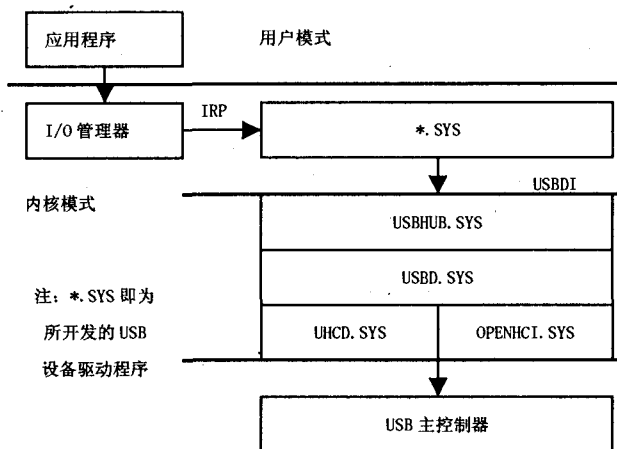 应用程序
用户模式
I/O 管理器
IRP
*.SYS
USBDI
内核模式
USBHUB.SYS
USBD.SYS
注：*.SYS 即为
所开发的 USB
设备驱动程序
UHCD.SYS
OPENHCI.SYS
USB 主控制器